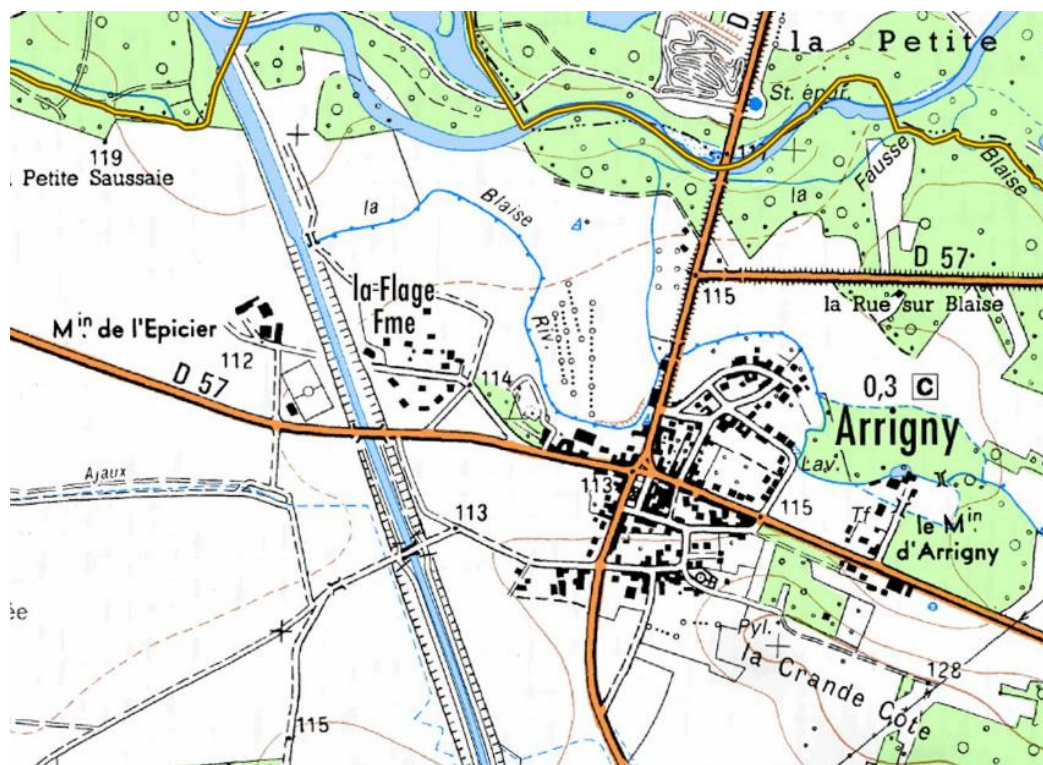 D
la Petite
St. épur.
117
119
Petite Saussaie
Fausse
Blaise
la
la
Blaise
D 57
115
la Rue sur Blaise
la Flage
Fme
Min. de l'Epicier
112
D 57
Riv.
114
0,3 C
Arrigny
Lav.
Ajaux
113
113
115
Tf
le Min
d'Arrigny
ée
Pyl.
la Grande Côte
128
115